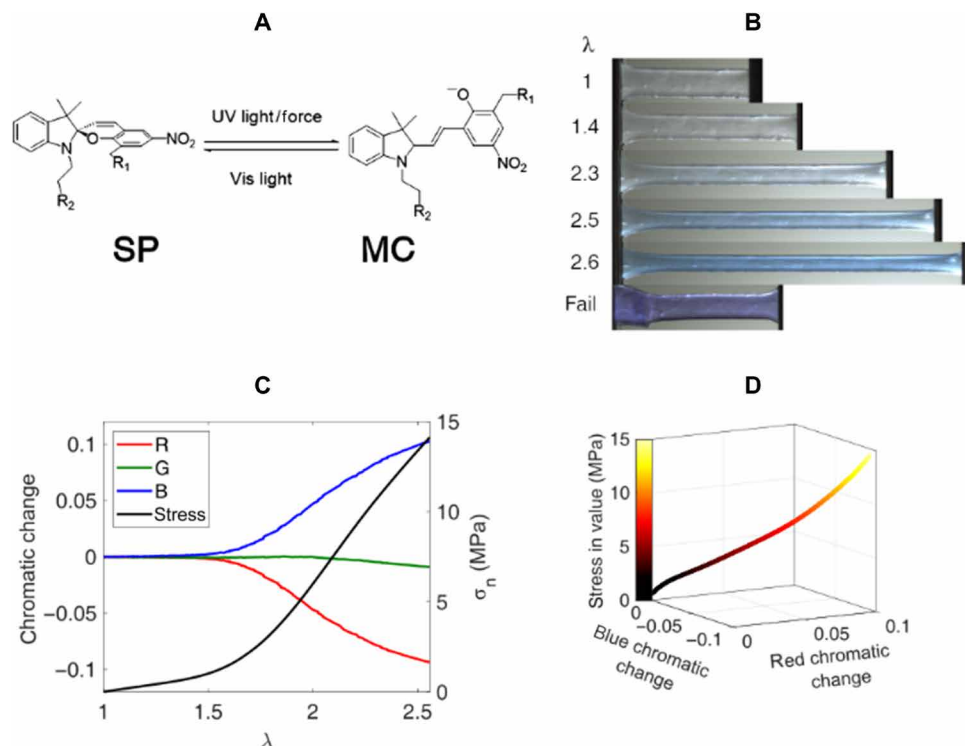 A
UV light/force
Vis light
NO₂
R₁
N
O
R₂
SP
O⁻
R₁
NO₂
N
R₂
MC
B
λ
1
1.4
2.3
2.5
2.6
Fail
C
R
G
B
Stress
Chromatic change
0.1
0.05
0
-0.05
-0.1
1
1.5
2
2.5
λ
15
10
5
0
σn (MPa)
D
Stress in value (MPa)
15
10
5
0
0
-0.05
-0.1
Blue chromatic
change
0
0.05
0.1
Red chromatic
change